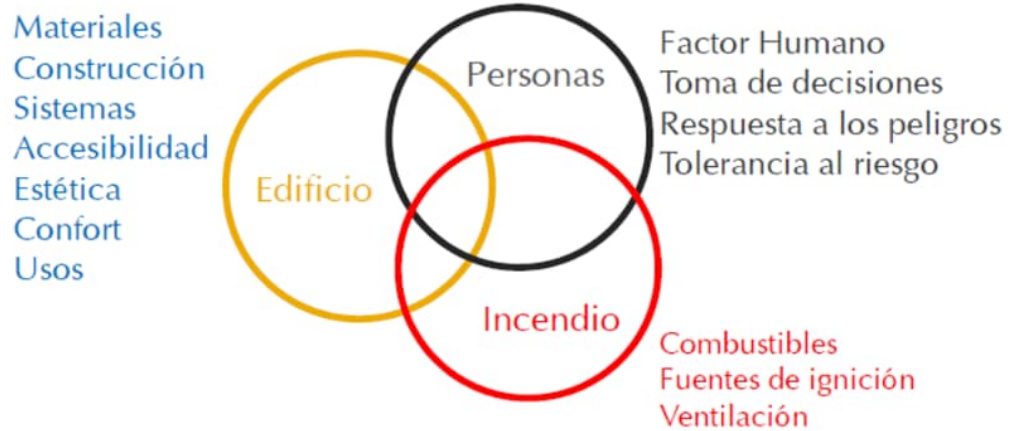 Materiales
Construcción
Sistemas
Accesibilidad
Estética
Confort
Usos
Edificio
Personas
Factor Humano
Toma de decisiones
Respuesta a los peligros
Tolerancia al riesgo
Incendio
Combustibles
Fuentes de ignición
Ventilación